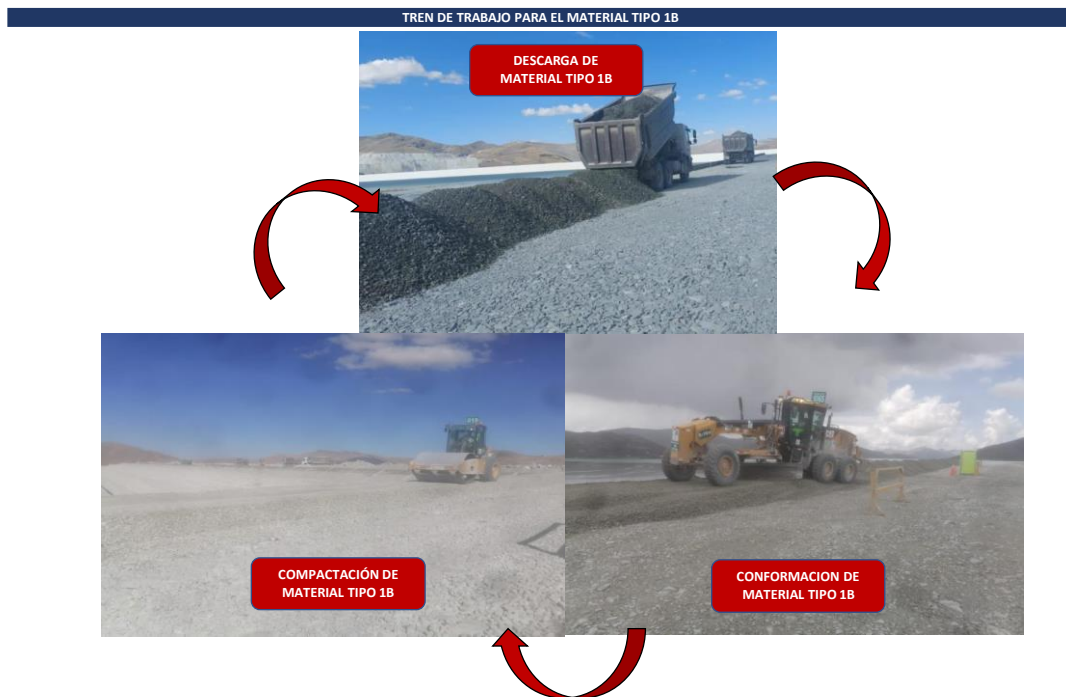 TREN DE TRABAJO PARA EL MATERIAL TIPO 1B
DESCARGA DE
MATERIAL TIPO 1B
COMPACTACIÓN DE
MATERIAL TIPO 1B
CONFORMACION DE
MATERIAL TIPO 1B